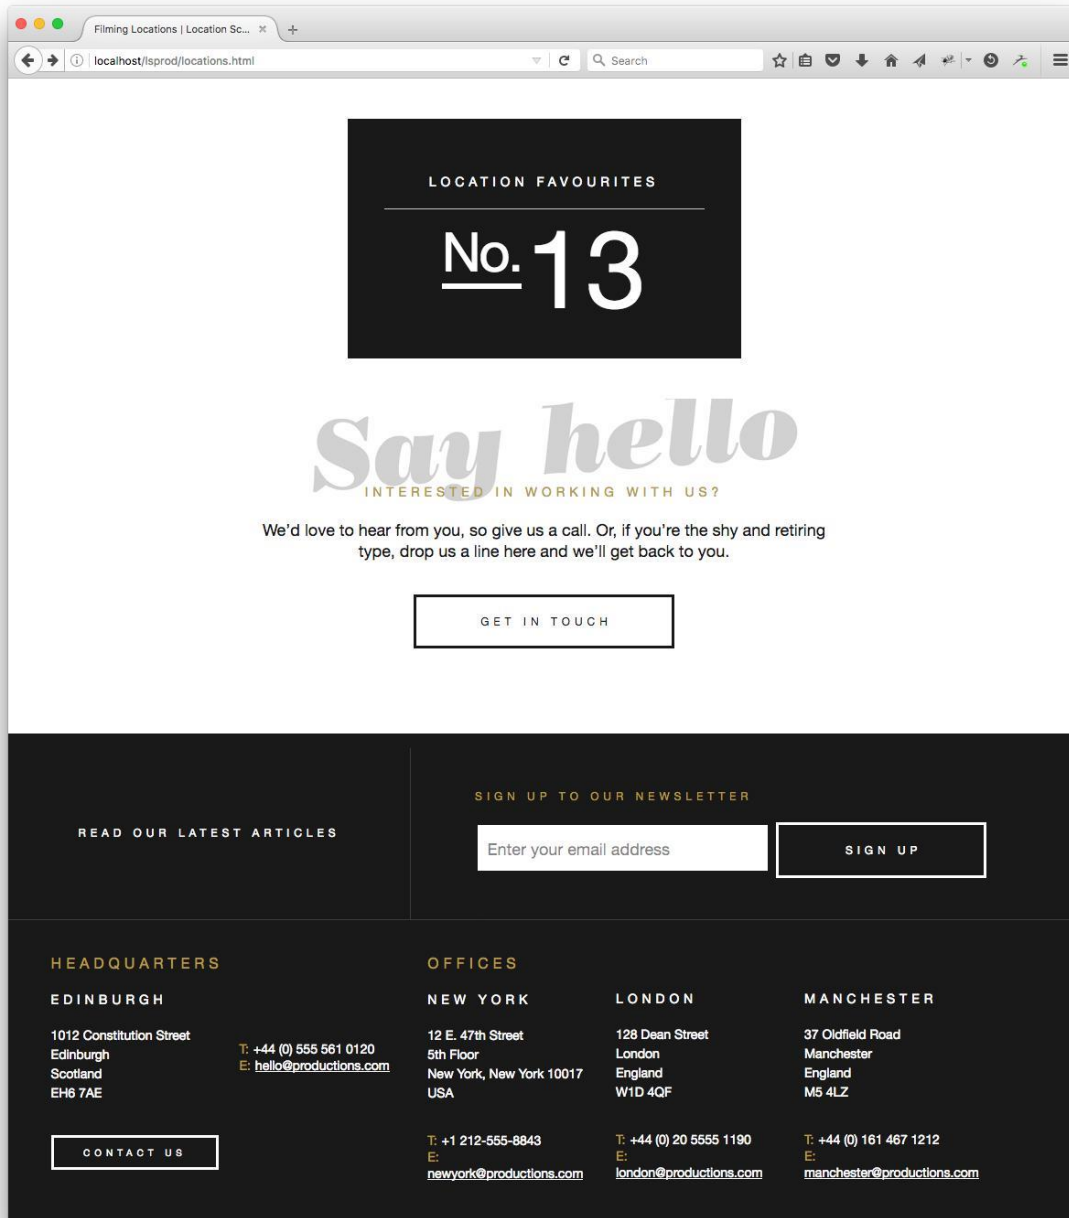 Filming Locations | Location Sc...
localhost/lsprod/locations.html
Search
LOCATION FAVOURITES
No. 13
Say hello
INTERESTED IN WORKING WITH US?
We'd love to hear from you, so give us a call. Or, if you're the shy and retiring
type, drop us a line here and we'll get back to you.
GET IN TOUCH
READ OUR LATEST ARTICLES
SIGN UP TO OUR NEWSLETTER
Enter your email address
SIGN UP
HEADQUARTERS
EDINBURGH
1012 Constitution Street
Edinburgh
Scotland
EH6 7AE
T: +44 (0) 555 561 0120
E: hello@productions.com
CONTACT US
OFFICES
NEW YORK
12 E. 47th Street
5th Floor
New York, New York 10017
USA
T: +1 212-555-8843
E:
newyork@productions.com
LONDON
128 Dean Street
London
England
W1D 4QF
T: +44 (0) 20 5555 1190
E:
london@productions.com
MANCHESTER
37 Oldfield Road
Manchester
England
M5 4LZ
T: +44 (0) 161 467 1212
E:
manchester@productions.com